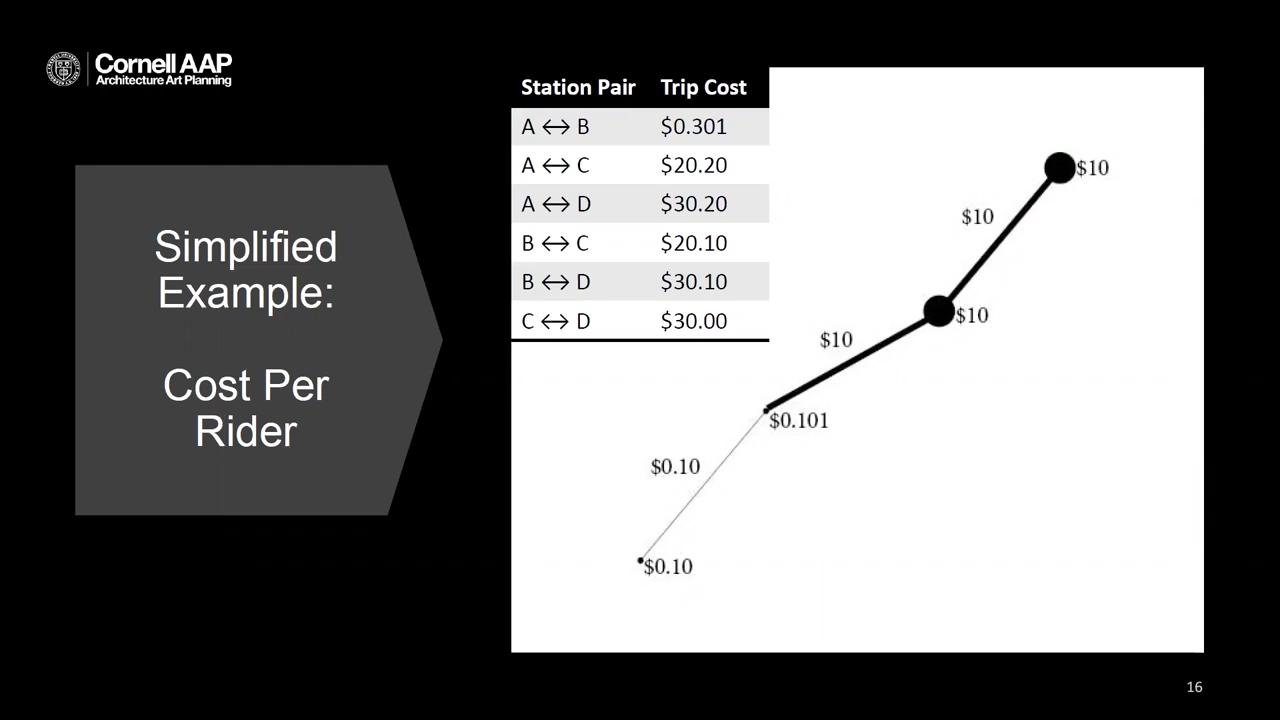 Cornell AAP
Architecture Art Planning
Simplified
Example:
Cost Per
Rider
Station Pair Trip Cost
A ↔ B $0.301
A ↔ C $20.20
A ↔ D $30.20
B ↔ C $20.10
B ↔ D $30.10
C ↔ D $30.00
$10
$10
$10
$10
$0.101
$0.10
$0.10
16